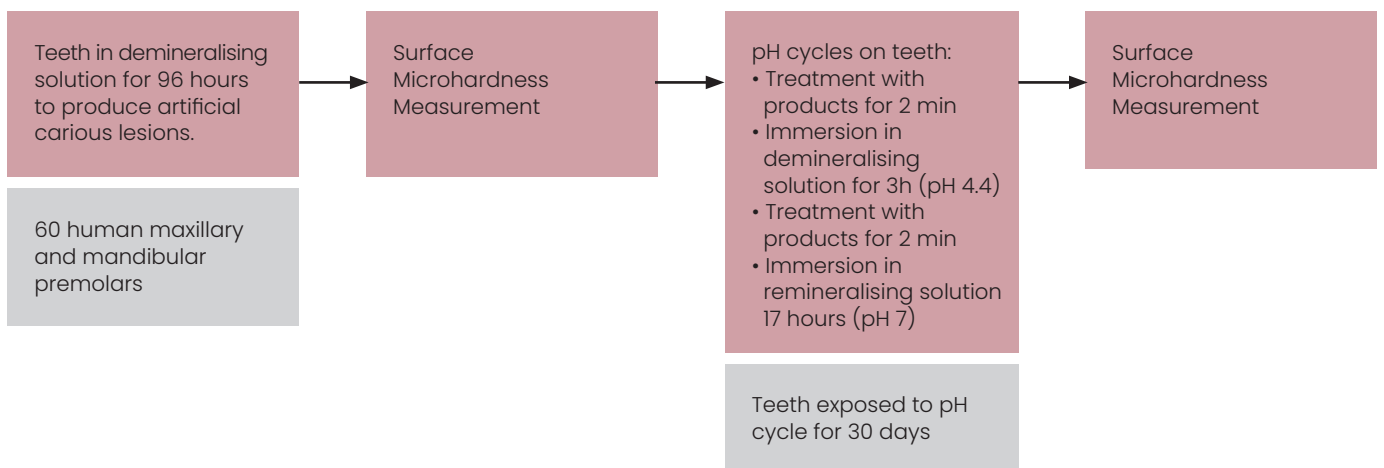 Teeth in demineralising
solution for 96 hours
to produce artificial
carious lesions.
60 human maxillary
and mandibular
premolars
Surface
Microhardness
Measurement
pH cycles on teeth:
• Treatment with
products for 2 min
• Immersion in
demineralising
solution for 3h (pH 4.4)
• Treatment with
products for 2 min
• Immersion in
remineralising solution
17 hours (pH 7)
Teeth exposed to pH
cycle for 30 days
Surface
Microhardness
Measurement